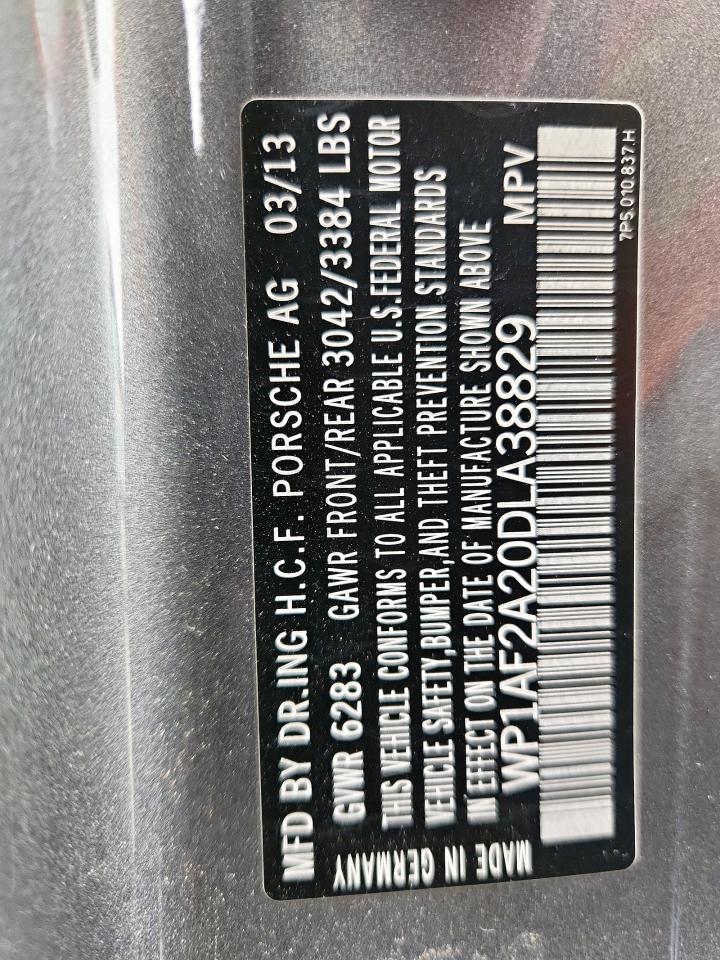 MFD BY DR.ING H.C.F. PORSCHE AG 03/13
GVWR 6283 GAWR FRONT/REAR 3042/3384 LBS
THIS VEHICLE CONFORMS TO ALL APPLICABLE U.S.FEDERAL MOTOR
VEHICLE SAFETY,BUMPER,AND THEFT PREVENTION STANDARDS
IN EFFECT ON THE DATE OF MANUFACTURE SHOWN ABOVE
WP1AF2A20DLA38829 MPV
7P5.010.837.H
MADE IN GERMANY